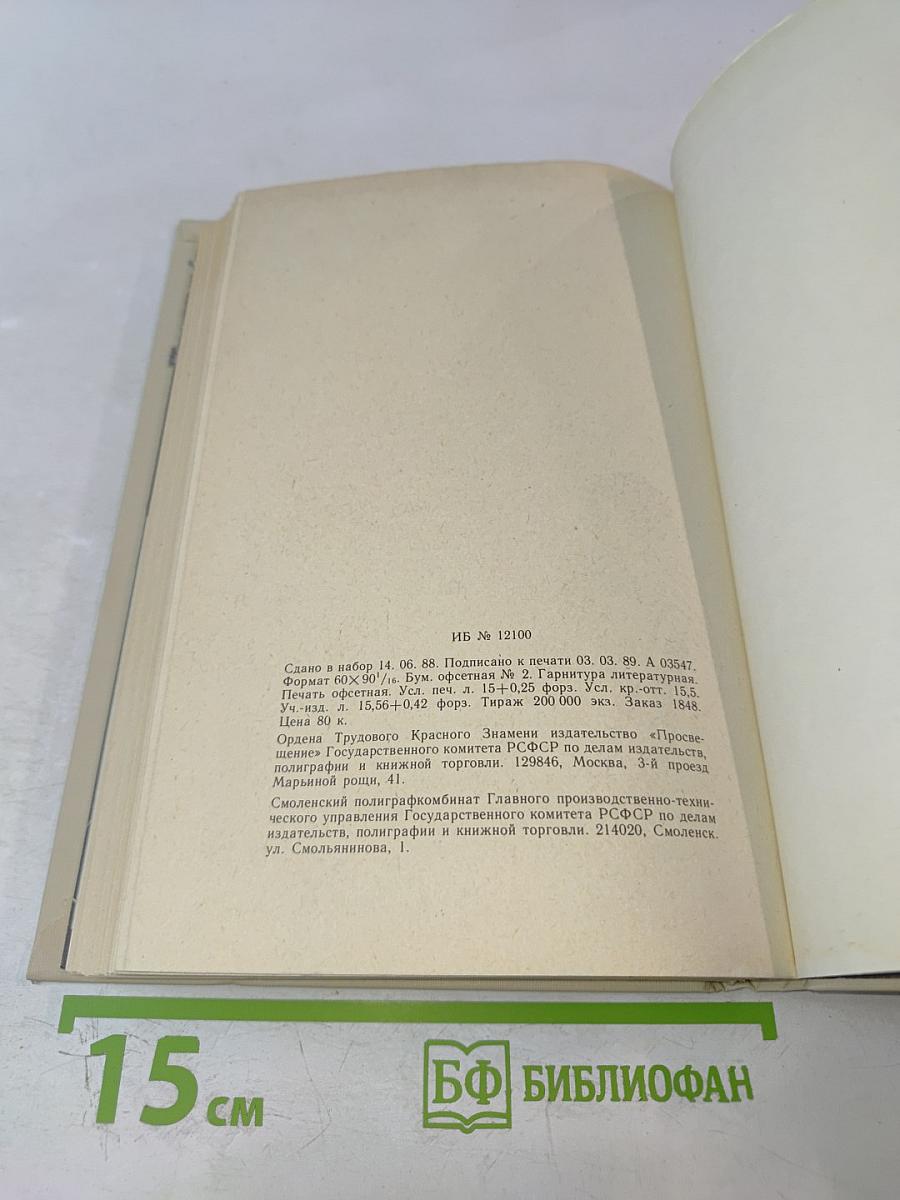 ИБ № 12100
Сдано в набор 14. 06. 88. Подписано к печати 03. 03. 89. А 03547.
Формат 60×90¹/₁₆. Бум. офсетная № 2. Гарнитура литературная.
Печать офсетная. Усл. печ. л. 15+0,25 форз. Усл. кр.-отт. 15,5.
Уч.-изд. л. 15,56+0,42 форз. Тираж 200 000 экз. Заказ 1848.
Цена 80 к.
Ордена Трудового Красного Знамени издательство «Просве-
щение» Государственного комитета РСФСР по делам издательств,
полиграфии и книжной торговли. 129846, Москва, 3-й проезд
Марьиной рощи, 41.
Смоленский полиграфкомбинат Главного производственно-техни-
ческого управления Государственного комитета РСФСР по делам
издательств, полиграфии и книжной торговли. 214020, Смоленск.
ул. Смольянинова, 1.
15 см
БФ БИБЛИОФАН